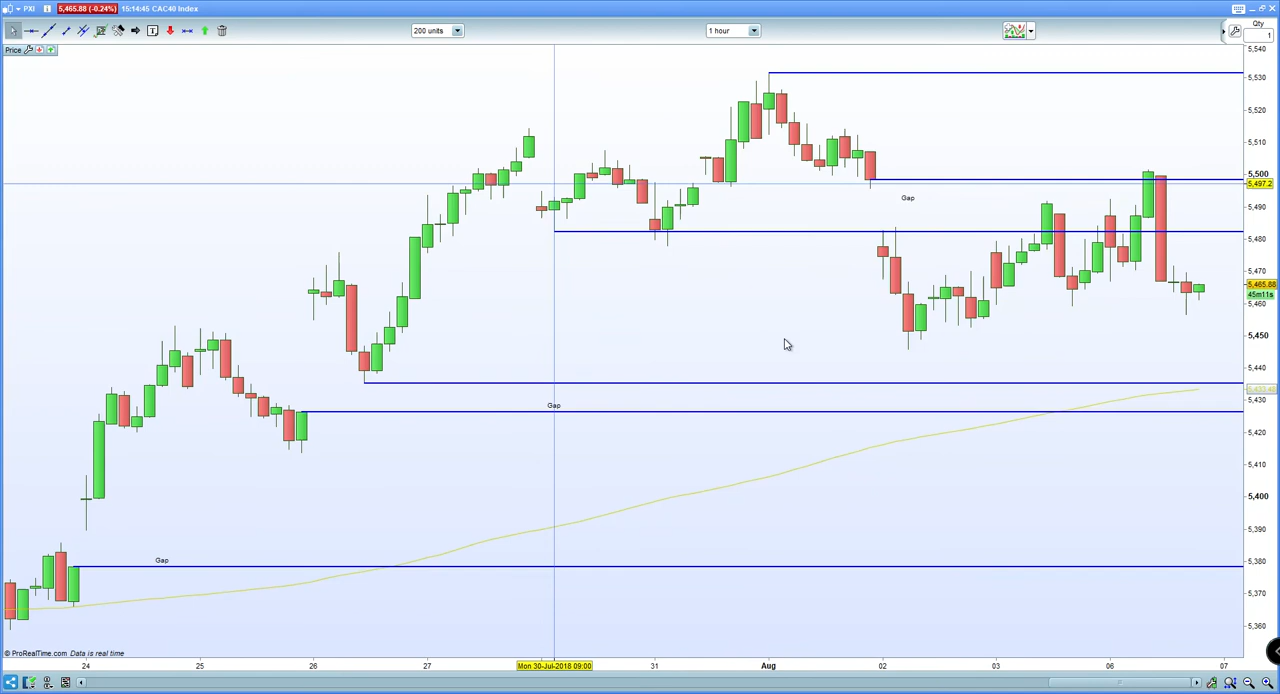 PXI 5,465.88 (-0.24%) 15:14:45 CAC40 Index
200 units 1 hour Qty
1
Price
5,540
5,530
5,520
5,510
5,500
5,497.2
5,490
5,480
5,470
5,465.88
45m11s
5,460
5,450
5,440
5,430
5,420
5,410
5,400
5,390
5,380
5,370
5,360
Gap
Gap
Gap
© ProRealTime.com Data is real time
24 25 26 27 Mon 30-Jul-2018 09:00 31 Aug 02 03 06 07